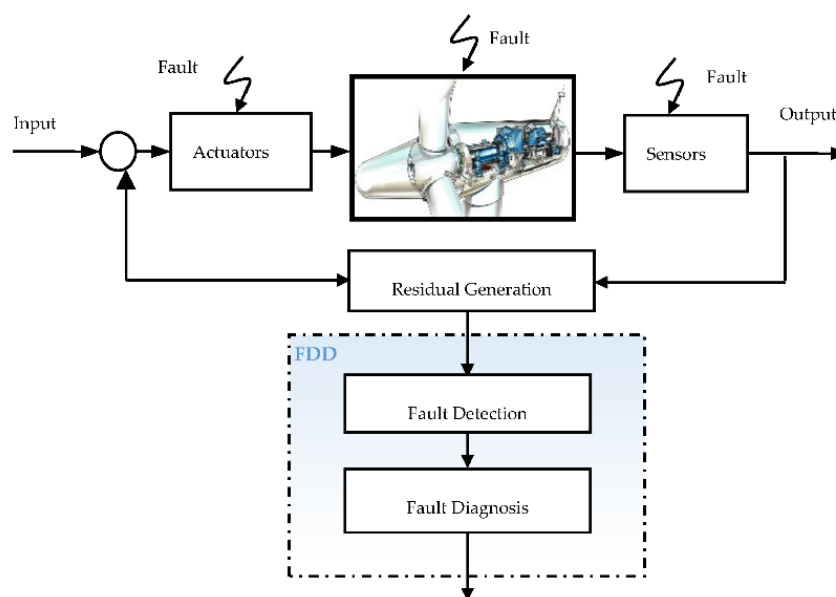 Fault
Fault
Fault
Input
Output
Actuators
Sensors
Residual Generation
FDD
Fault Detection
Fault Diagnosis